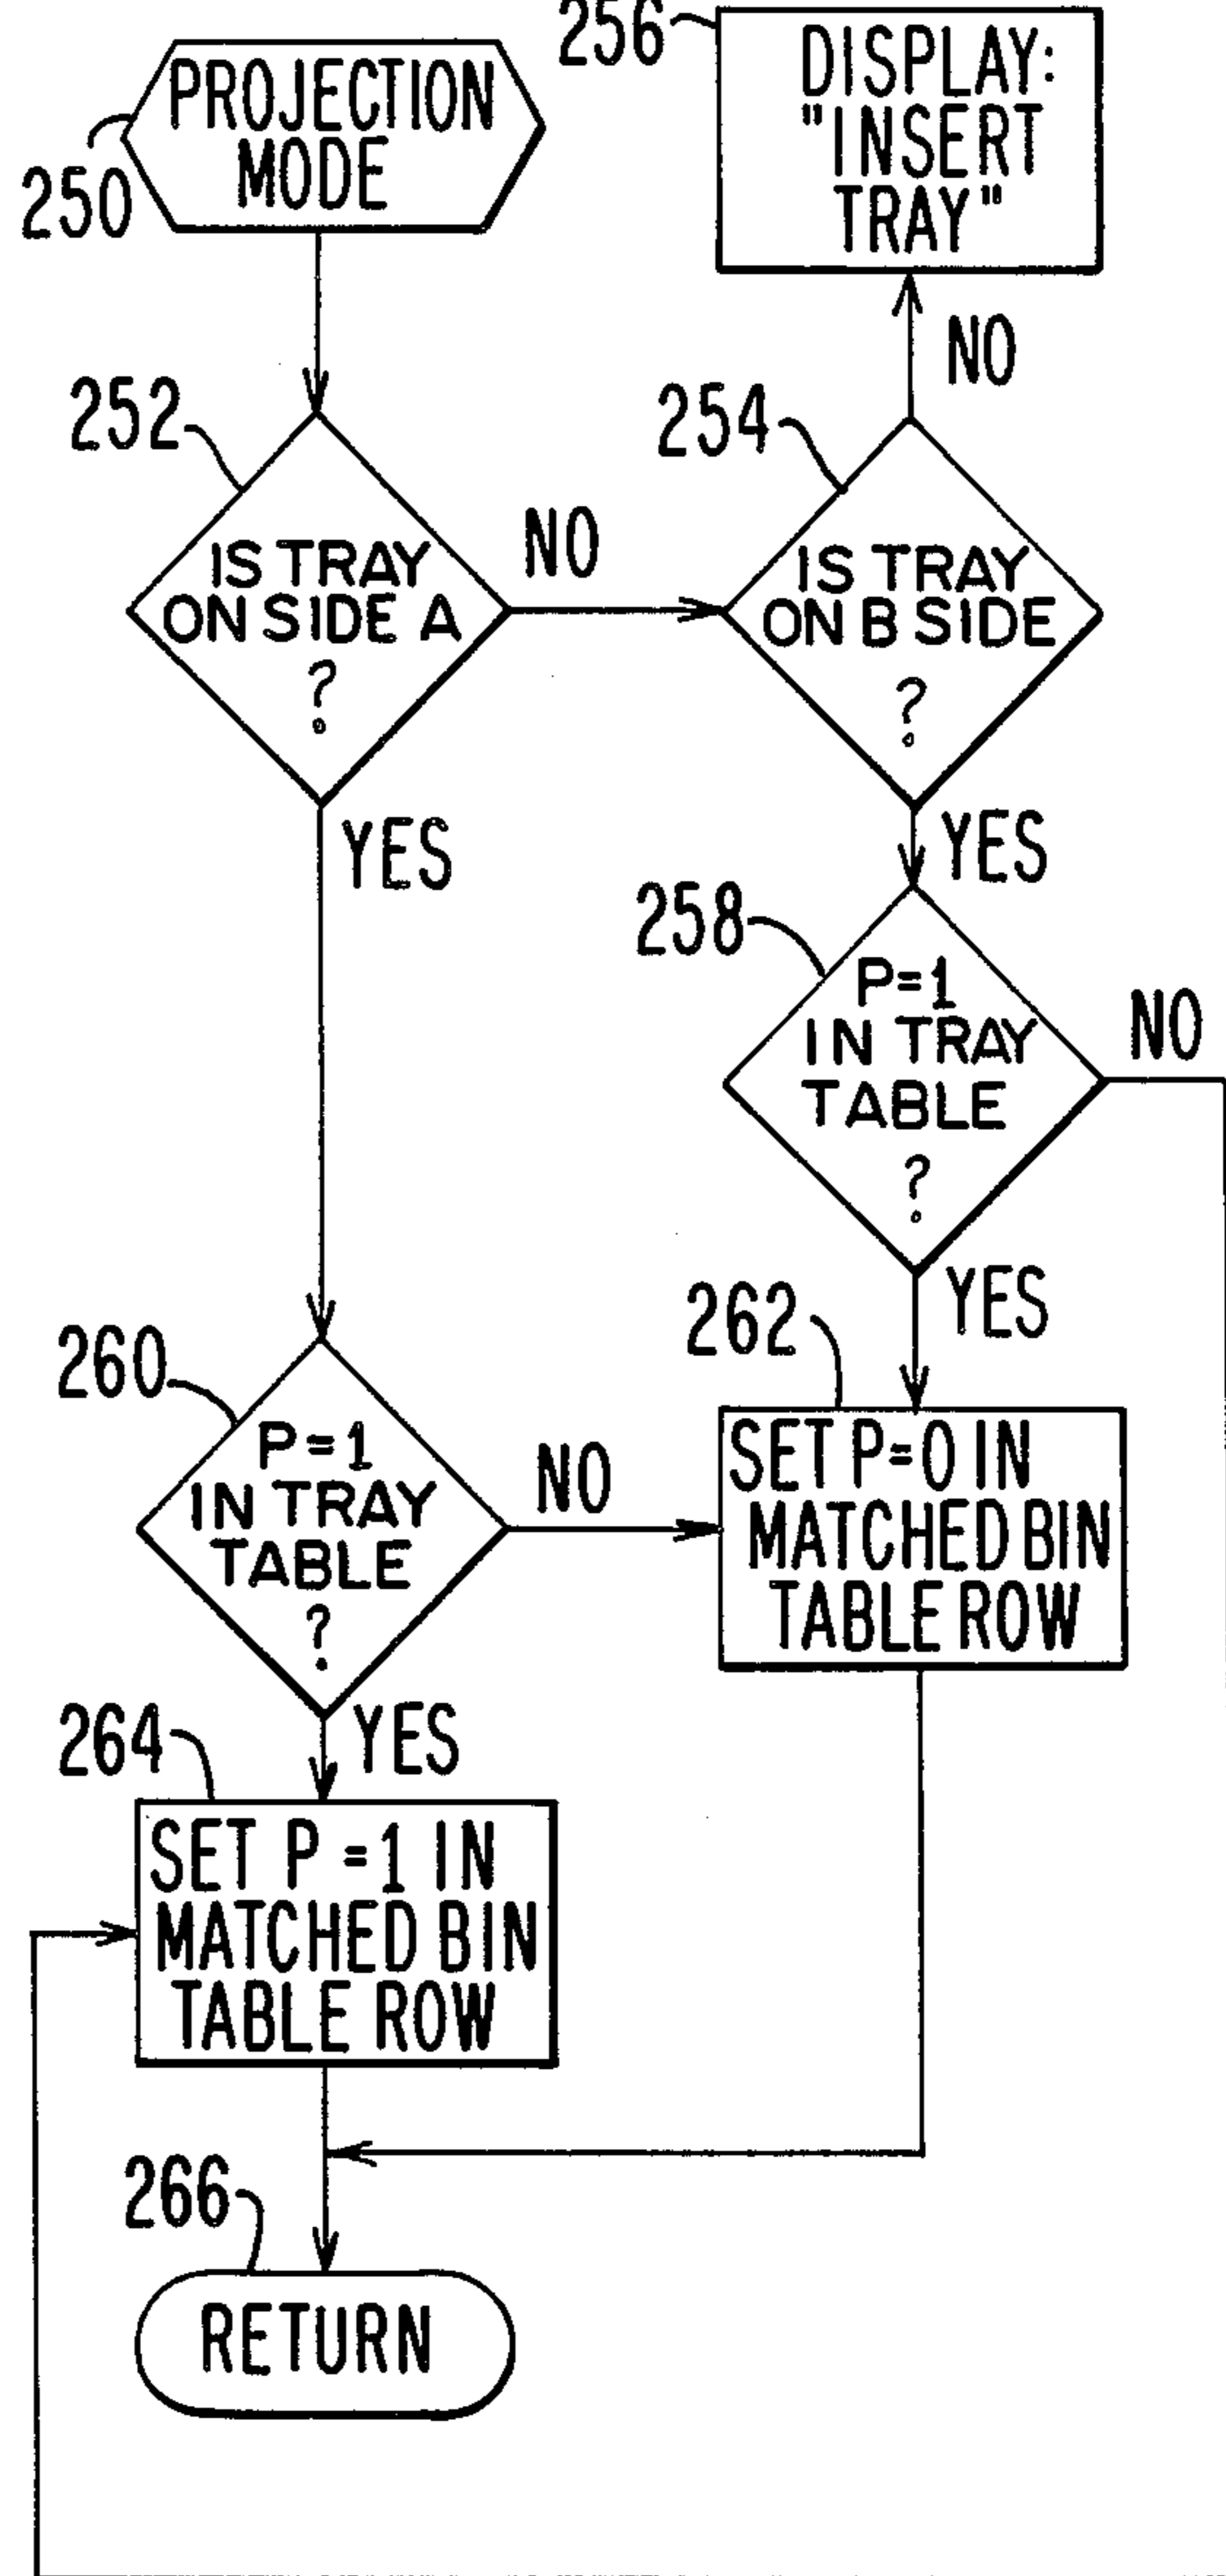 256
DISPLAY:
"INSERT
TRAY"
PROJECTION
MODE
250
NO
252
254
IS TRAY
ON SIDE A
?
NO
IS TRAY
ON B SIDE
?
YES
YES
258
P=1
IN TRAY
TABLE
?
NO
YES
260
262
P=1
IN TRAY
TABLE
?
NO
SET P=0 IN
MATCHED BIN
TABLE ROW
YES
264
SET P =1 IN
MATCHED BIN
TABLE ROW
266
RETURN